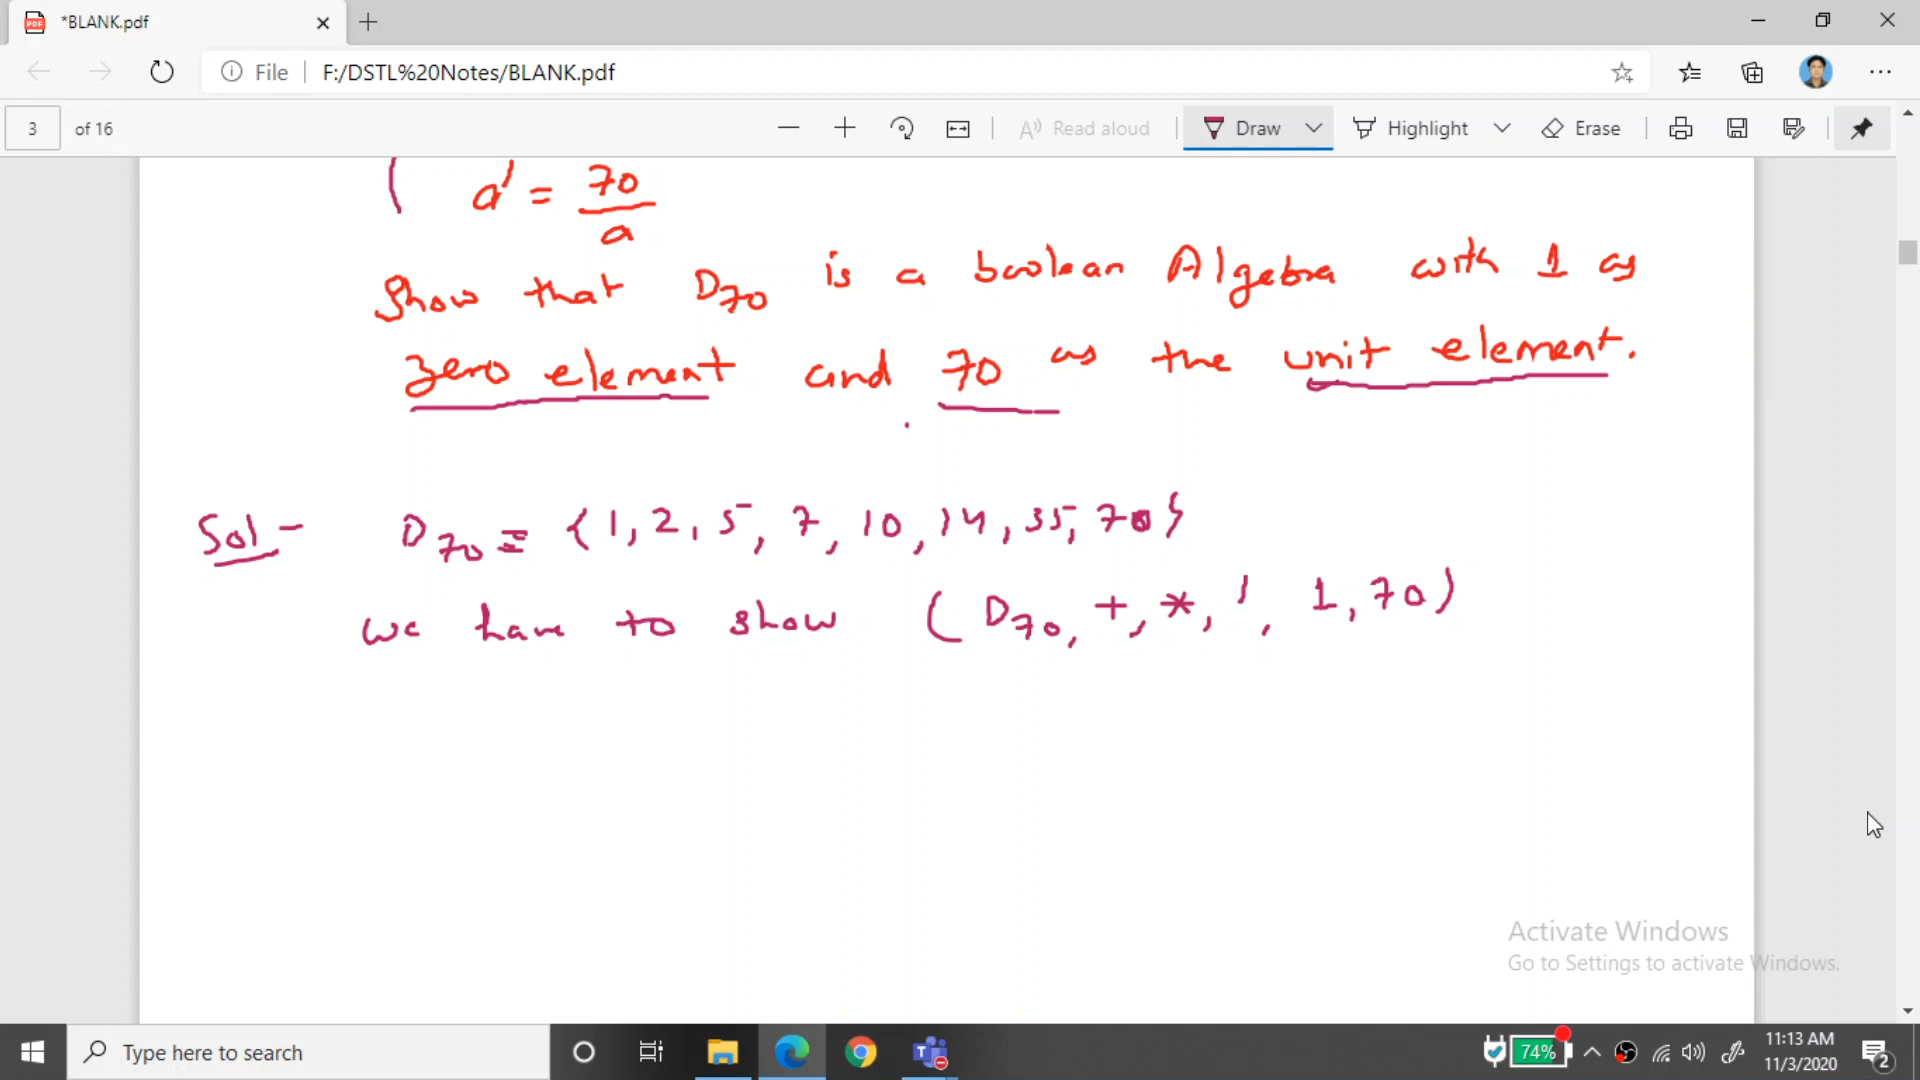 *BLANK.pdf
File F:/DSTL%20Notes/BLANK.pdf
3 of 16 Read aloud Draw Highlight Erase
a' = 70/a
Show that D70 is a boolean Algebra with 1 as
zero element and 70 as the unit element.
Sol - D70 = {1, 2, 5, 7, 10, 14, 35, 70}
we have to show (D70, +, *, ', 1, 70)
Activate Windows
Go to Settings to activate Windows.
Type here to search
74%
11:13 AM
11/3/2020
2